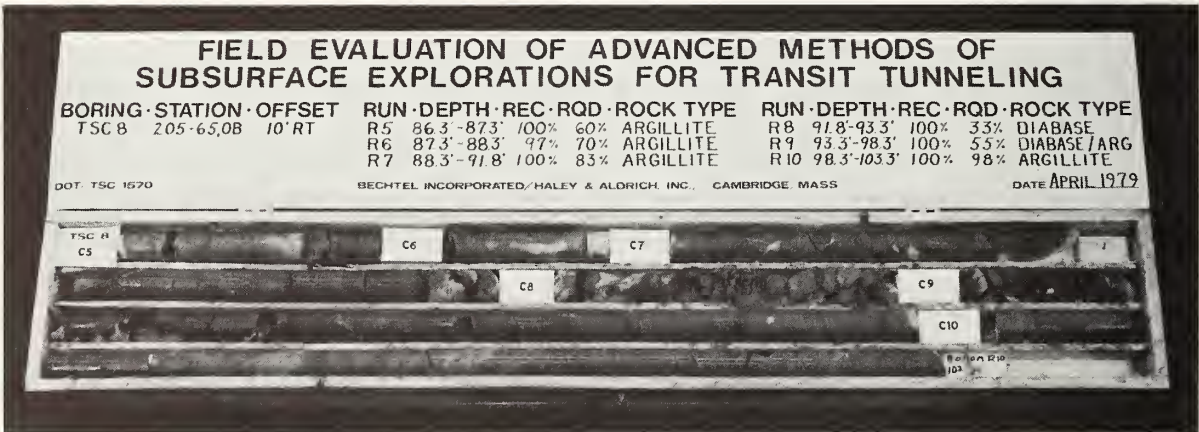 FIELD EVALUATION OF ADVANCED METHODS OF
SUBSURFACE EXPLORATIONS FOR TRANSIT TUNNELING
BORING · STATION · OFFSET
TSC 8 205-65,0B 10' RT
RUN · DEPTH · REC · RQD · ROCK TYPE
R5 86.3'-87.3' 100% 60% ARGILLITE
R6 87.3'-88.3' 97% 70% ARGILLITE
R7 88.3'-91.8' 100% 83% ARGILLITE
RUN · DEPTH · REC · RQD · ROCK TYPE
R8 91.8'-93.3' 100% 33% DIABASE
R9 93.3'-98.3' 100% 55% DIABASE/ARG
R10 98.3'-103.3' 100% 98% ARGILLITE
DOT-TSC 1570
BECHTEL INCORPORATED/HALEY & ALDRICH, INC., CAMBRIDGE, MASS
DATE APRIL 1979
TSC 8
C5
C6
C7
C8
C9
C10
R10